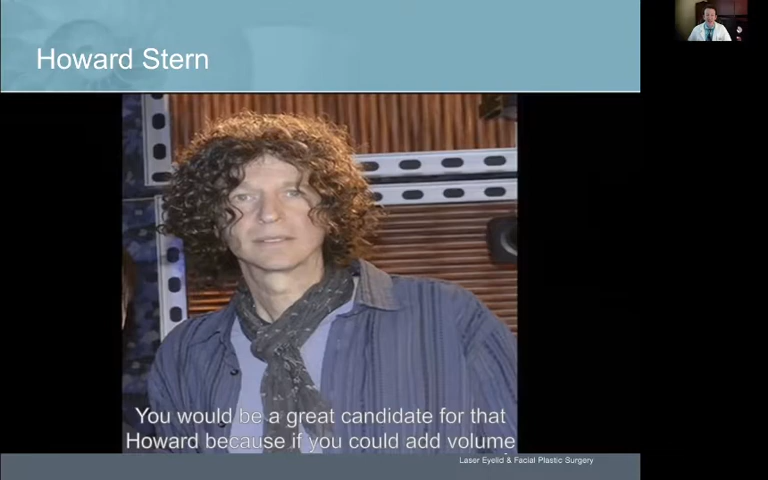 Howard Stern
You would be a great candidate for that
Howard because if you could add volume
Laser Eyelid & Facial Plastic Surgery